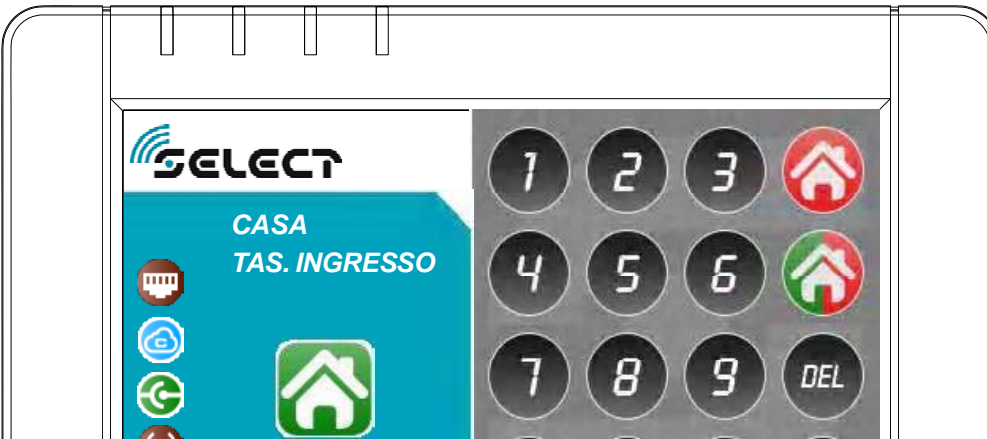 SELECT
CASA
TAS. INGRESSO
1 2 3
4 5 6
7 8 9 DEL